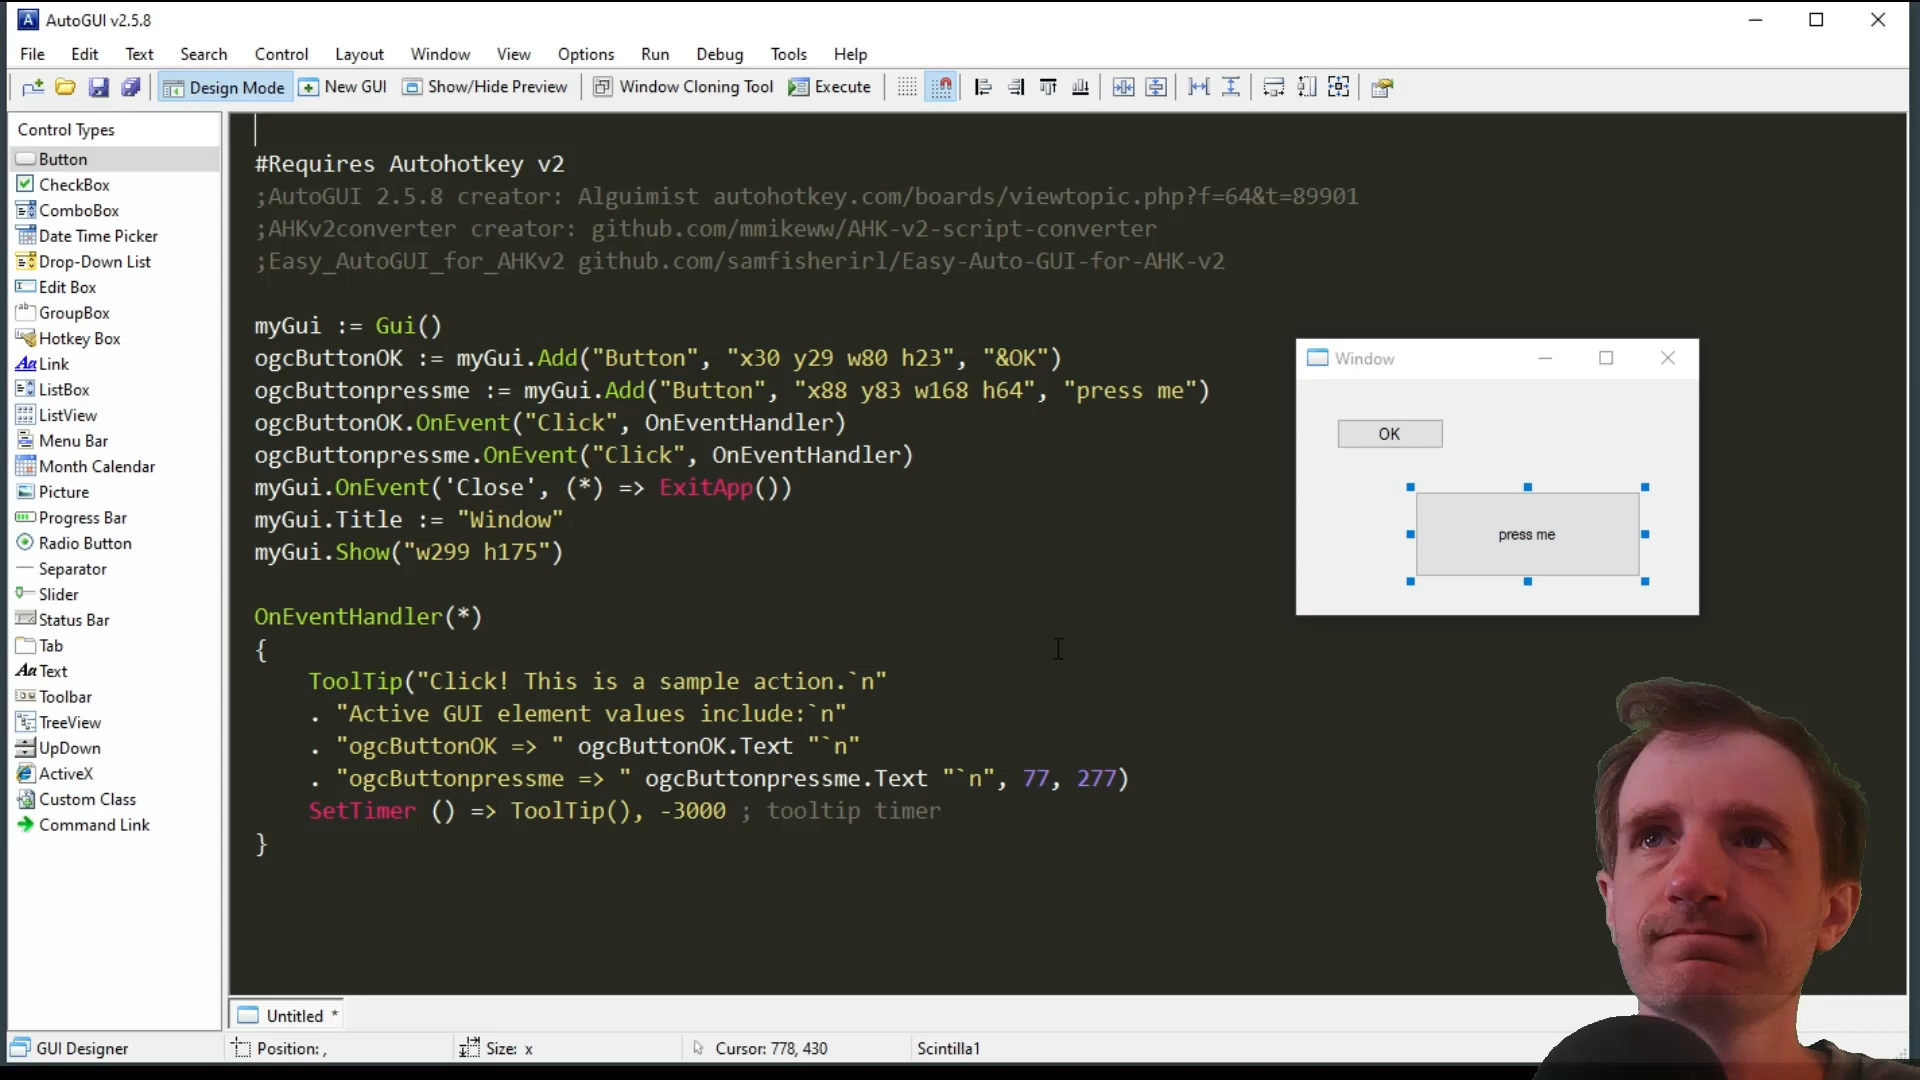 AutoGUI v2.5.8
File Edit Text Search Control Layout Window View Options Run Debug Tools Help
Design Mode New GUI Show/Hide Preview Window Cloning Tool Execute
Control Types
Button
CheckBox
ComboBox
Date Time Picker
Drop-Down List
Edit Box
GroupBox
Hotkey Box
Link
ListBox
ListView
Menu Bar
Month Calendar
Picture
Progress Bar
Radio Button
Separator
Slider
Status Bar
Tab
Text
Toolbar
TreeView
UpDown
ActiveX
Custom Class
Command Link
#Requires Autohotkey v2
;AutoGUI 2.5.8 creator: Alguimist autohotkey.com/boards/viewtopic.php?f=64&t=89901
;AHKv2converter creator: github.com/mmikeww/AHK-v2-script-converter
;Easy_AutoGUI_for_AHKv2 github.com/samfisherirl/Easy-Auto-GUI-for-AHK-v2
myGui := Gui()
ogcButtonOK := myGui.Add("Button", "x30 y29 w80 h23", "&OK")
ogcButtonpressme := myGui.Add("Button", "x88 y83 w168 h64", "press me")
ogcButtonOK.OnEvent("Click", OnEventHandler)
ogcButtonpressme.OnEvent("Click", OnEventHandler)
myGui.OnEvent('Close', (*) => ExitApp())
myGui.Title := "Window"
myGui.Show("w299 h175")
OnEventHandler(*)
{
ToolTip("Click! This is a sample action.`n"
. "Active GUI element values include:`n"
. "ogcButtonOK => " ogcButtonOK.Text "`n"
. "ogcButtonpressme => " ogcButtonpressme.Text "`n", 77, 277)
SetTimer () => ToolTip(), -3000 ; tooltip timer
}
Window
OK
press me
Untitled *
GUI Designer Position: , Size: x Cursor: 778, 430 Scintilla1